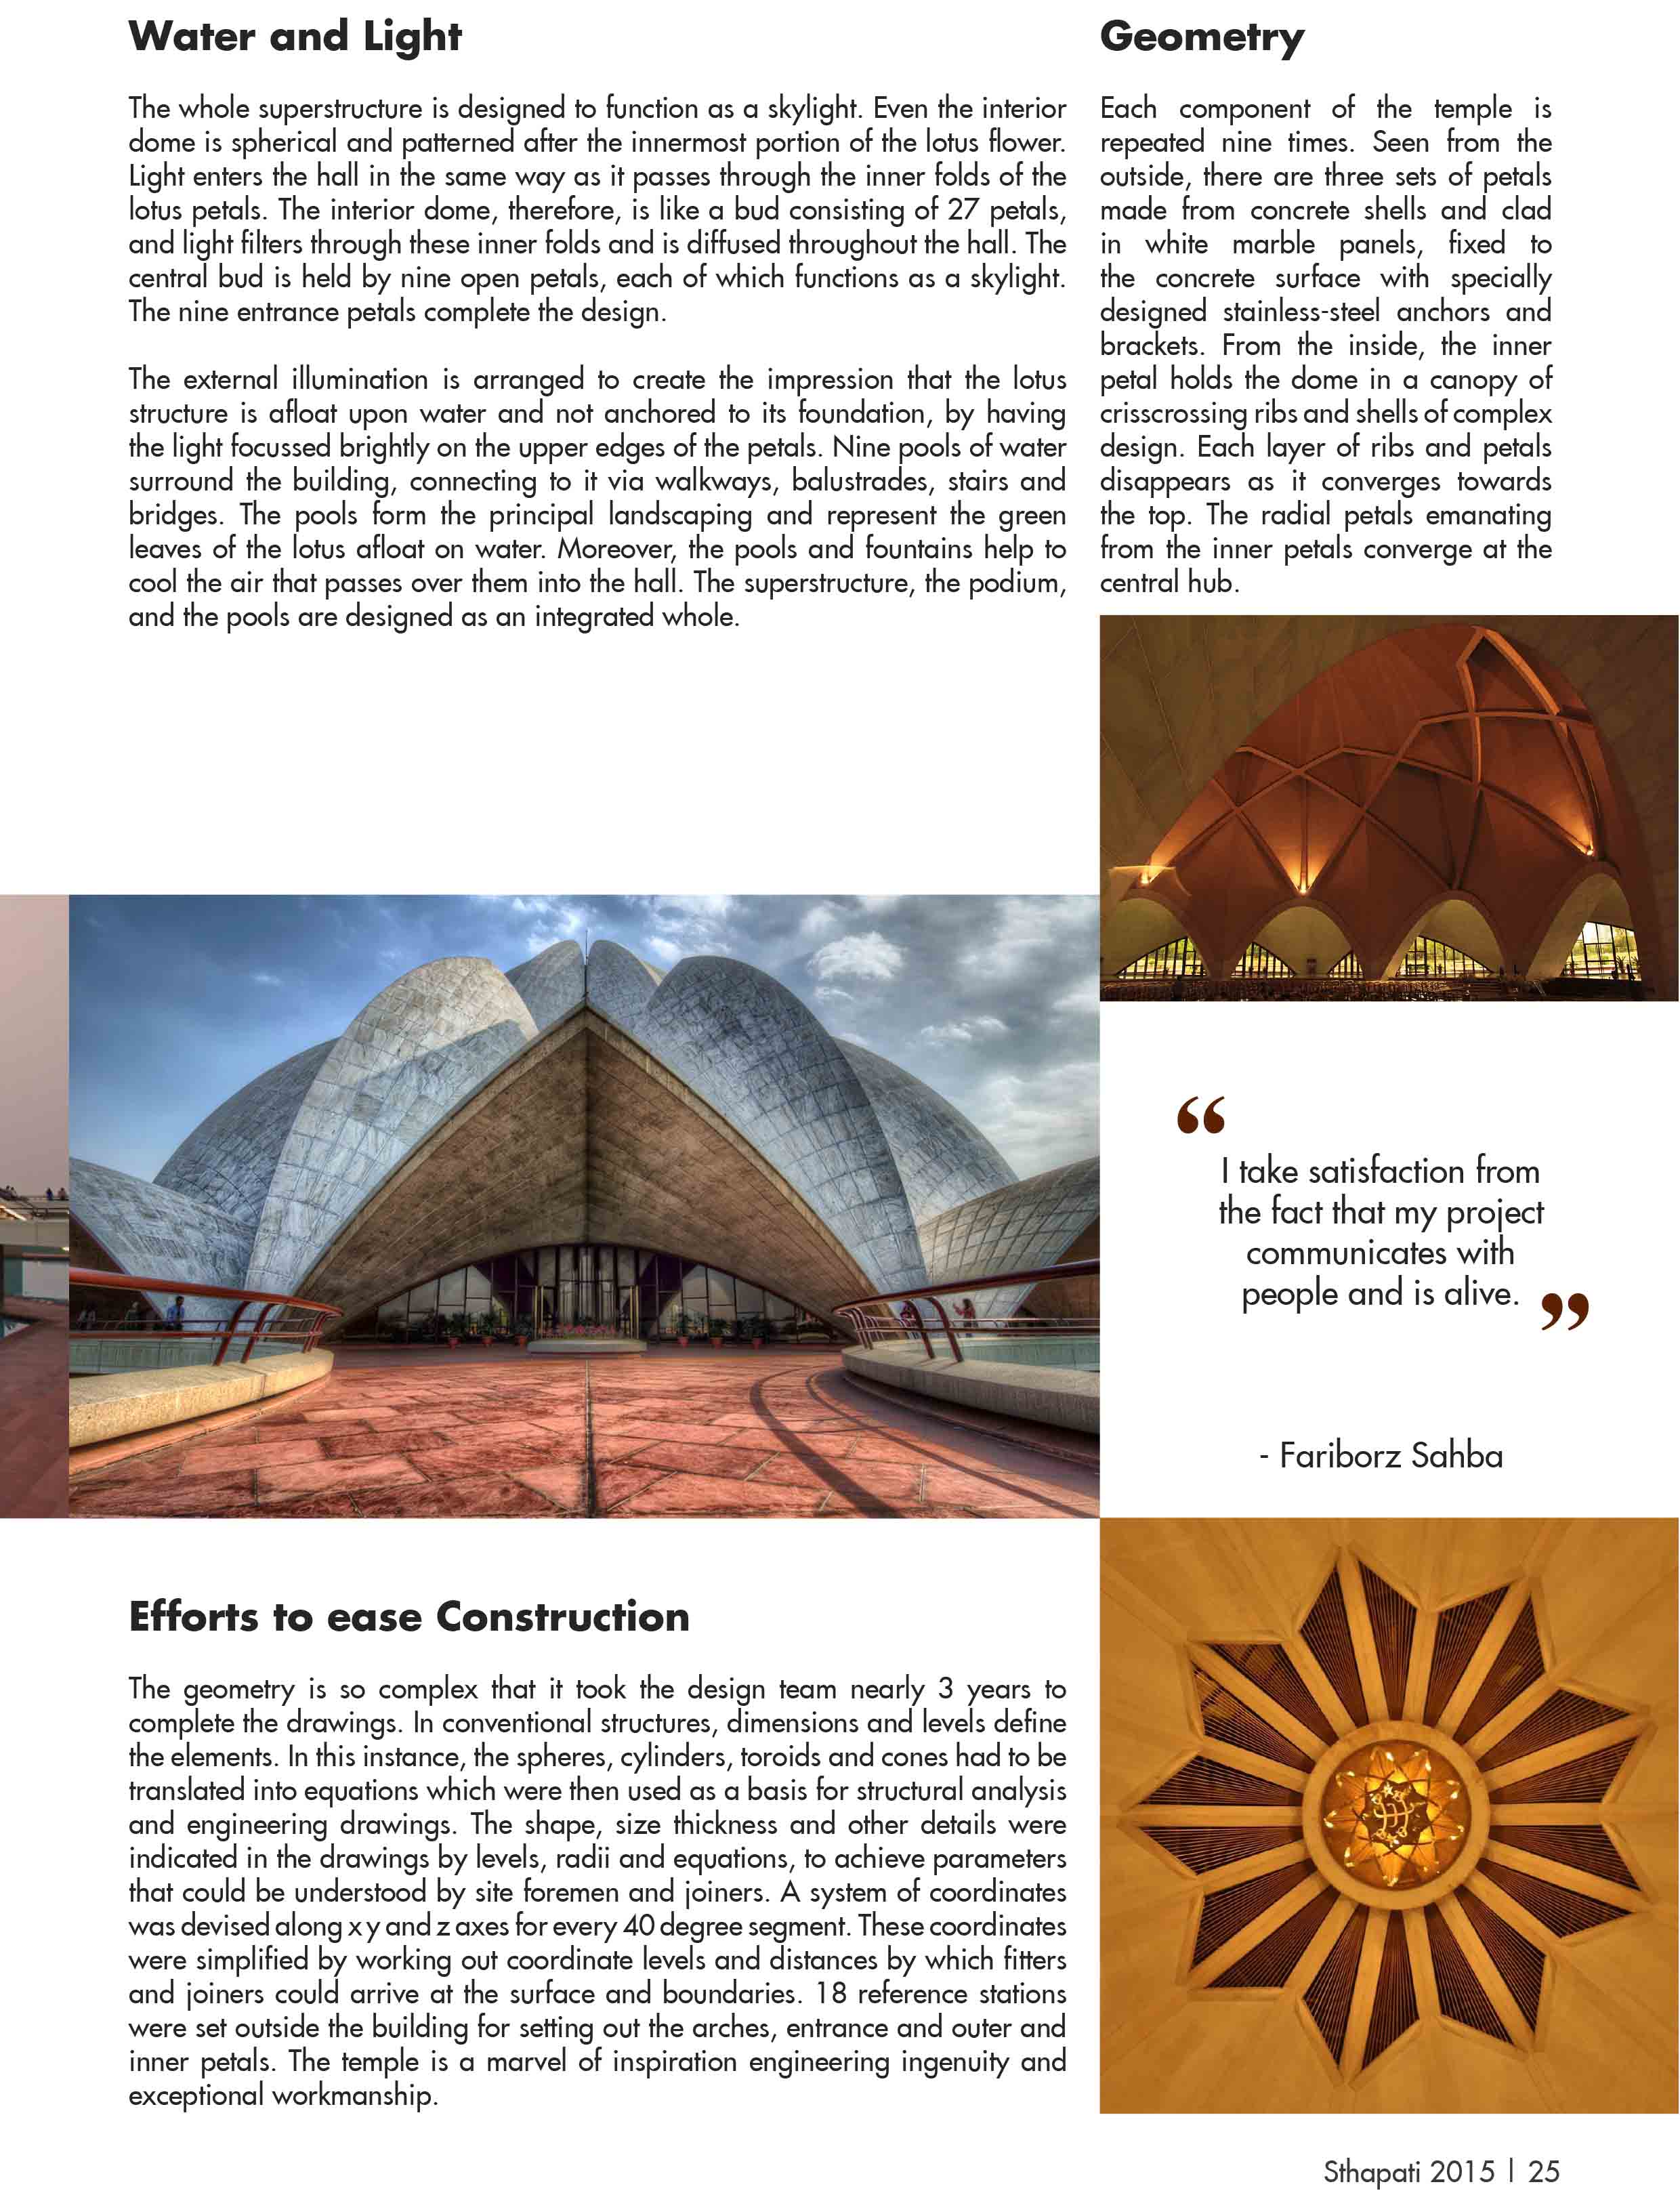 Water and Light
The whole superstructure is designed to function as a skylight. Even the interior
dome is spherical and patterned after the innermost portion of the lotus flower.
Light enters the hall in the same way as it passes through the inner folds of the
lotus petals. The interior dome, therefore, is like a bud consisting of 27 petals,
and light filters through these inner folds and is diffused throughout the hall. The
central bud is held by nine open petals, each of which functions as a skylight.
The nine entrance petals complete the design.
The external illumination is arranged to create the impression that the lotus
structure is afloat upon water and not anchored to its foundation, by having
the light focussed brightly on the upper edges of the petals. Nine pools of water
surround the building, connecting to it via walkways, balustrades, stairs and
bridges. The pools form the principal landscaping and represent the green
leaves of the lotus afloat on water. Moreover, the pools and fountains help to
cool the air that passes over them into the hall. The superstructure, the podium,
and the pools are designed as an integrated whole.
Geometry
Each component of the temple is
repeated nine times. Seen from the
outside, there are three sets of petals
made from concrete shells and clad
in white marble panels, fixed to
the concrete surface with specially
designed stainless-steel anchors and
brackets. From the inside, the inner
petal holds the dome in a canopy of
crisscrossing ribs and shells of complex
design. Each layer of ribs and petals
disappears as it converges towards
the top. The radial petals emanating
from the inner petals converge at the
central hub.
“
I take satisfaction from
the fact that my project
communicates with
people and is alive. ”
- Fariborz Sahba
Efforts to ease Construction
The geometry is so complex that it took the design team nearly 3 years to
complete the drawings. In conventional structures, dimensions and levels define
the elements. In this instance, the spheres, cylinders, toroids and cones had to be
translated into equations which were then used as a basis for structural analysis
and engineering drawings. The shape, size thickness and other details were
indicated in the drawings by levels, radii and equations, to achieve parameters
that could be understood by site foremen and joiners. A system of coordinates
was devised along x y and z axes for every 40 degree segment. These coordinates
were simplified by working out coordinate levels and distances by which fitters
and joiners could arrive at the surface and boundaries. 18 reference stations
were set outside the building for setting out the arches, entrance and outer and
inner petals. The temple is a marvel of inspiration engineering ingenuity and
exceptional workmanship.
Sthapati 2015 | 25